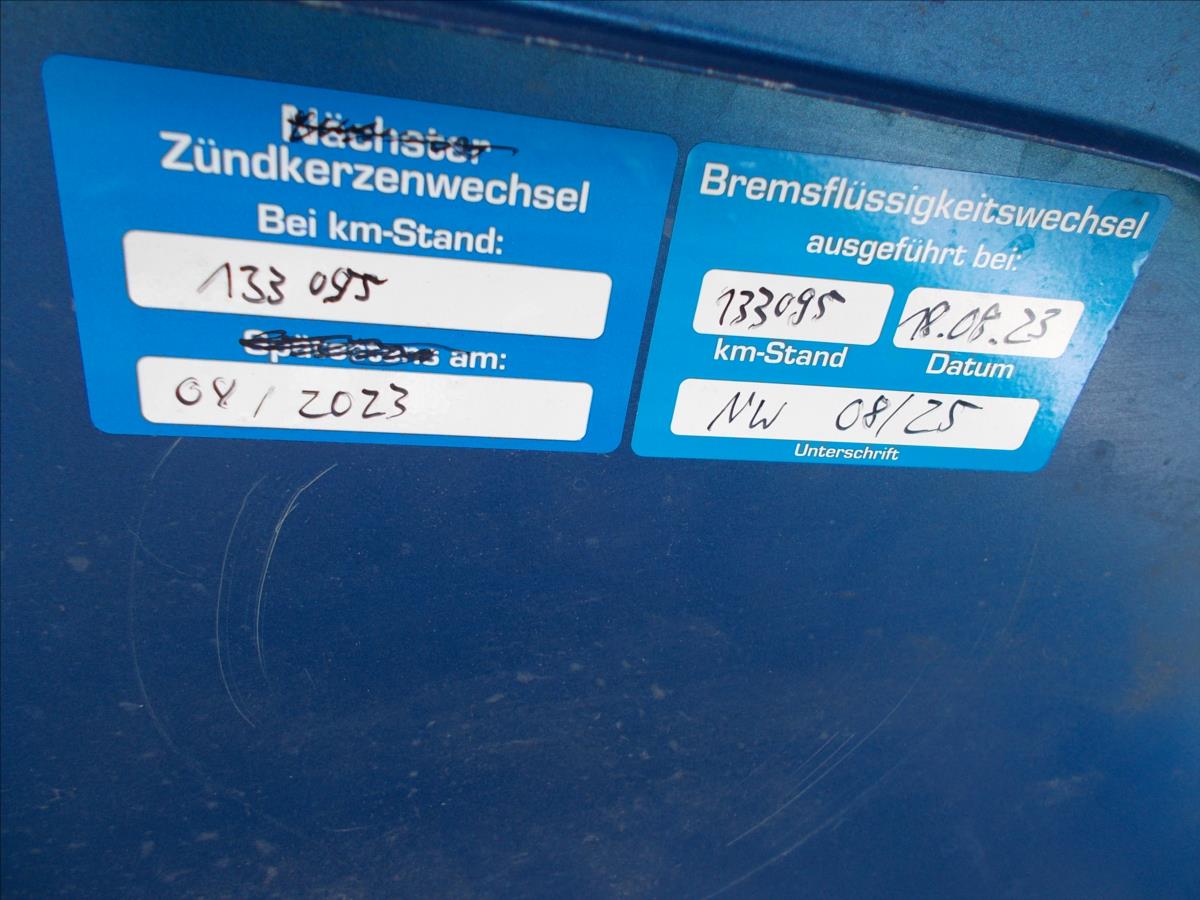 Nächster
Zündkerzenwechsel
Bei km-Stand:
133 095
Spätestens am:
08 / 2023
Bremsflüssigkeitswechsel
ausgeführt bei:
133095 18.08.23
km-Stand Datum
NW 08/25
Unterschrift